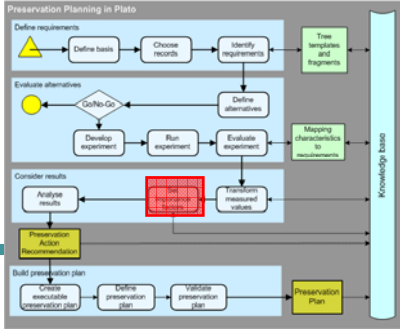 Preservation Planning in Plato
Define requirements
Define basis
Choose
records
Identify
requirements
Tree
templates
and
fragments
Evaluate alternatives
Go/No-Go
Define
alternatives
Develop
experiment
Run
experiment
Evaluate
experiment
Mapping
characteristics
to
requirements
Knowledge base
Consider results
Analyse
results
Set
importance
factors
Transform
measured
values
Preservation
Action
Recommendation
Build preservation plan
Create
executable
preservation plan
Define
preservation
plan
Validate
preservation
plan
Preservation
Plan